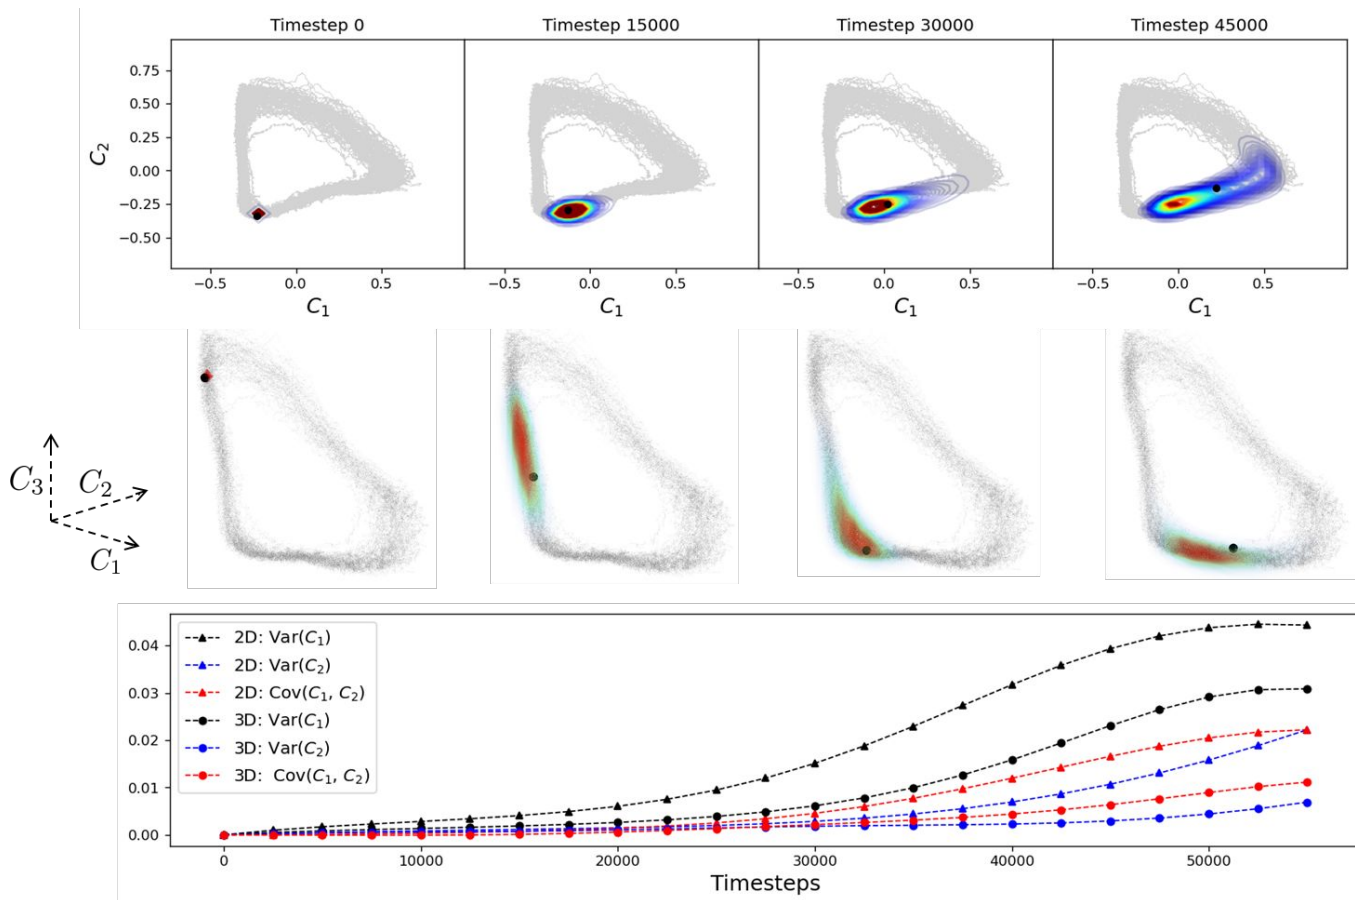 Timestep 0 Timestep 15000 Timestep 30000 Timestep 45000
0.75
0.50
0.25
0.00
−0.25
−0.50
C₂
−0.5 0.0 0.5 −0.5 0.0 0.5 −0.5 0.0 0.5 −0.5 0.0 0.5
C₁ C₁ C₁ C₁
C₃
C₂
C₁
2D: Var(C₁)
2D: Var(C₂)
2D: Cov(C₁, C₂)
3D: Var(C₁)
3D: Var(C₂)
3D: Cov(C₁, C₂)
0.04
0.03
0.02
0.01
0.00
0 10000 20000 30000 40000 50000
Timesteps